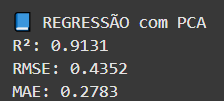 📘 REGRESSÃO com PCA
R²: 0.9131
RMSE: 0.4352
MAE: 0.2783